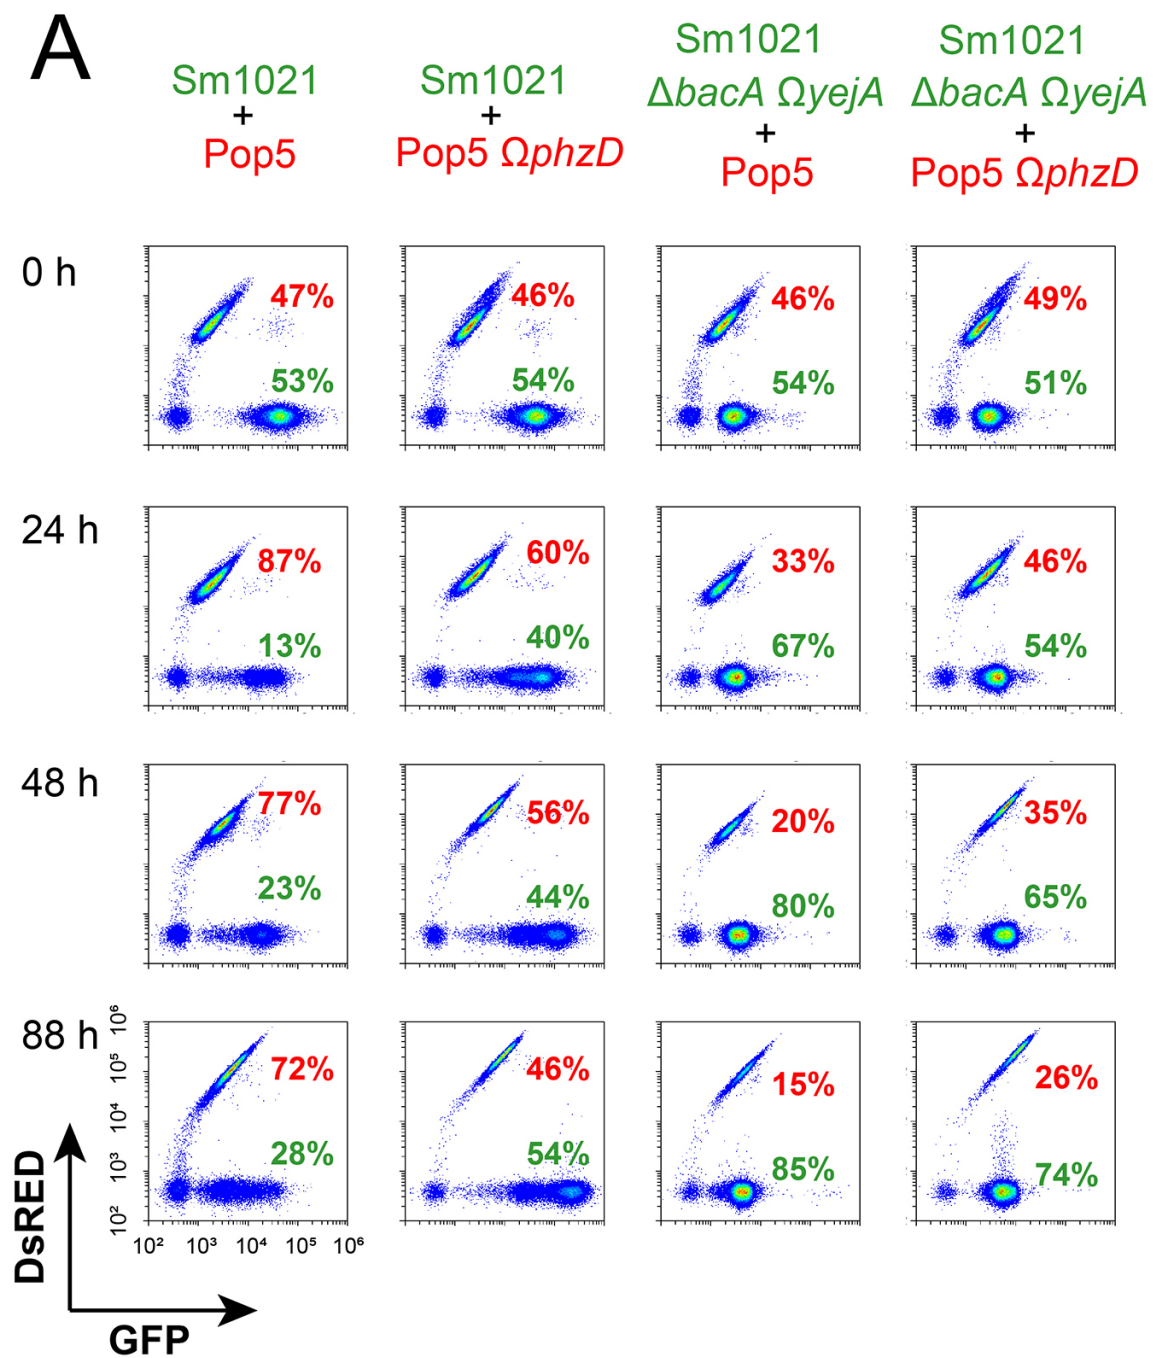 A
Sm1021
+
Pop5
Sm1021
+
Pop5 ΩphzD
Sm1021
ΔbacA ΩyejA
+
Pop5
Sm1021
ΔbacA ΩyejA
+
Pop5 ΩphzD
0 h
47%
53%
46%
54%
46%
54%
49%
51%
24 h
87%
13%
60%
40%
33%
67%
46%
54%
48 h
77%
23%
56%
44%
20%
80%
35%
65%
88 h
72%
28%
46%
54%
15%
85%
26%
74%
10⁶
10⁵
10⁴
10³
10²
10² 10³ 10⁴ 10⁵ 10⁶
DsRED
GFP